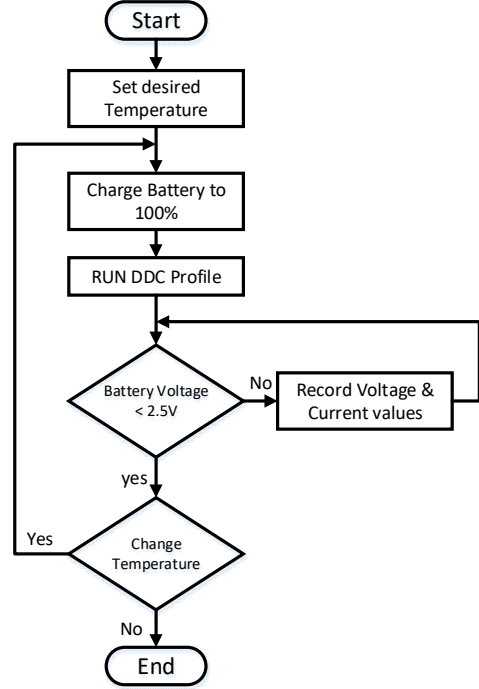 Start
Set desired
Temperature
Charge Battery to
100%
RUN DDC Profile
Battery Voltage
< 2.5V
No
Record Voltage &
Current values
yes
Change
Temperature
Yes
No
End